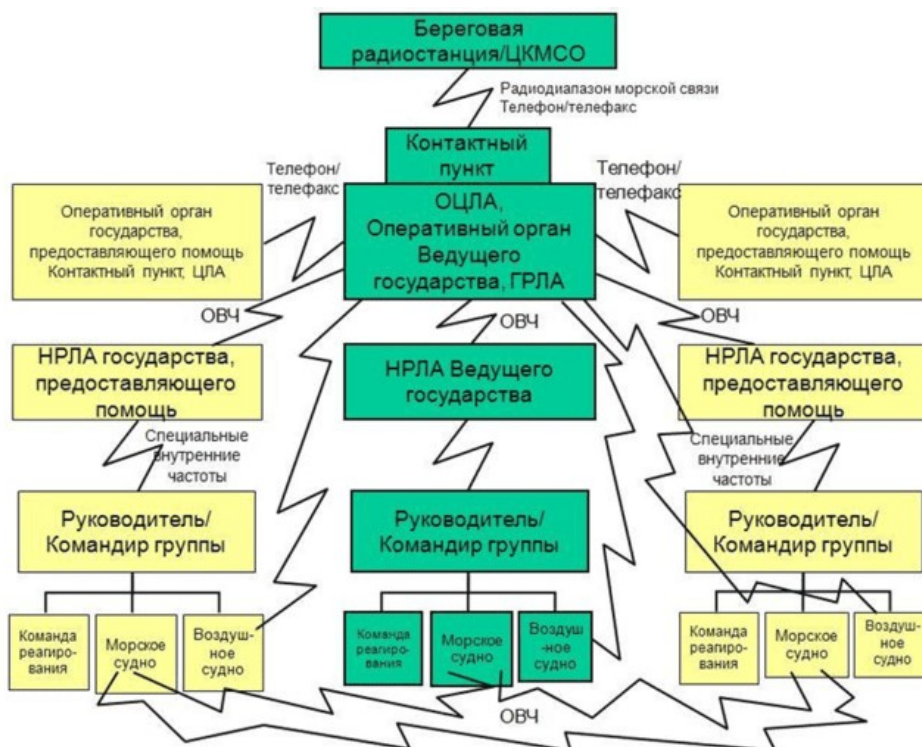 Береговая
радиостанция/ЦКМСО
Радиодиапазон морской связи
Телефон/телефакс
Контактный
пункт
Телефон/
телефакс
Телефон/
телефакс
Оперативный орган
государства,
предоставляющего помощь
Контактный пункт, ЦЛА
ОЦЛА,
Оперативный орган
Ведущего
государства, ГРЛА
Оперативный орган
государства,
предоставляющего помощь
Контактный пункт, ЦЛА
ОВЧ
ОВЧ
ОВЧ
НРЛА государства,
предоставляющего
помощь
НРЛА Ведущего
государства
НРЛА государства,
предоставляющего
помощь
Специальные
внутренние
частоты
Специальные
внутренние
частоты
Руководитель/
Командир группы
Руководитель/
Командир группы
Руководитель/
Командир группы
Команда
реагиро-
вания
Морское
судно
Воздуш-
ное
судно
Команда
реагиро-
вания
Морское
судно
Воздуш
-ное
судно
Команда
реагиро-
вания
Морское
судно
Воздуш-
ное
судно
ОВЧ